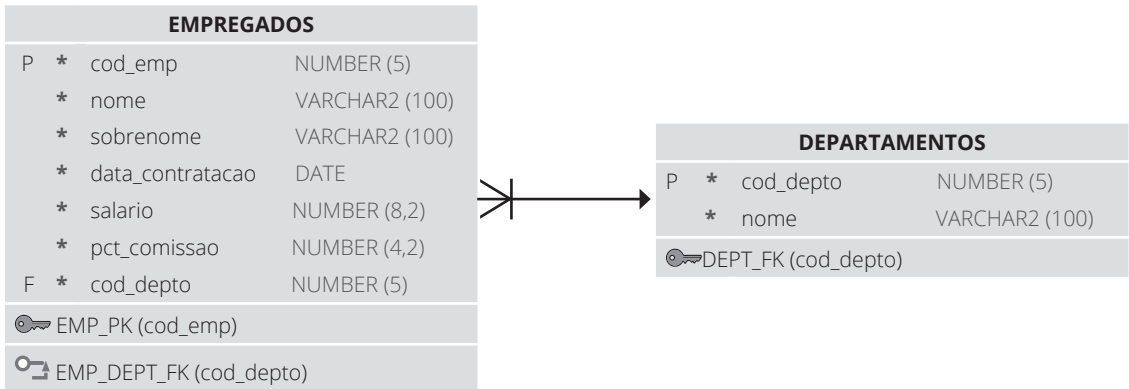 EMPREGADOS
P * cod_emp NUMBER (5)
* nome VARCHAR2 (100)
* sobrenome VARCHAR2 (100)
* data_contratacao DATE
* salario NUMBER (8,2)
* pct_comissao NUMBER (4,2)
F * cod_depto NUMBER (5)
EMP_PK (cod_emp)
EMP_DEPT_FK (cod_depto)
DEPARTAMENTOS
P * cod_depto NUMBER (5)
* nome VARCHAR2 (100)
DEPT_FK (cod_depto)